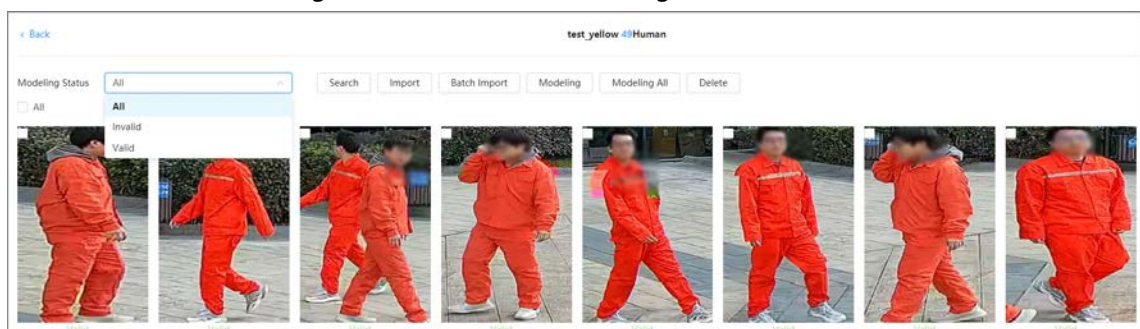 < Back
test_yellow 49Human
Modeling Status All Search Import Batch Import Modeling Modeling All Delete
All
All
Invalid
Valid